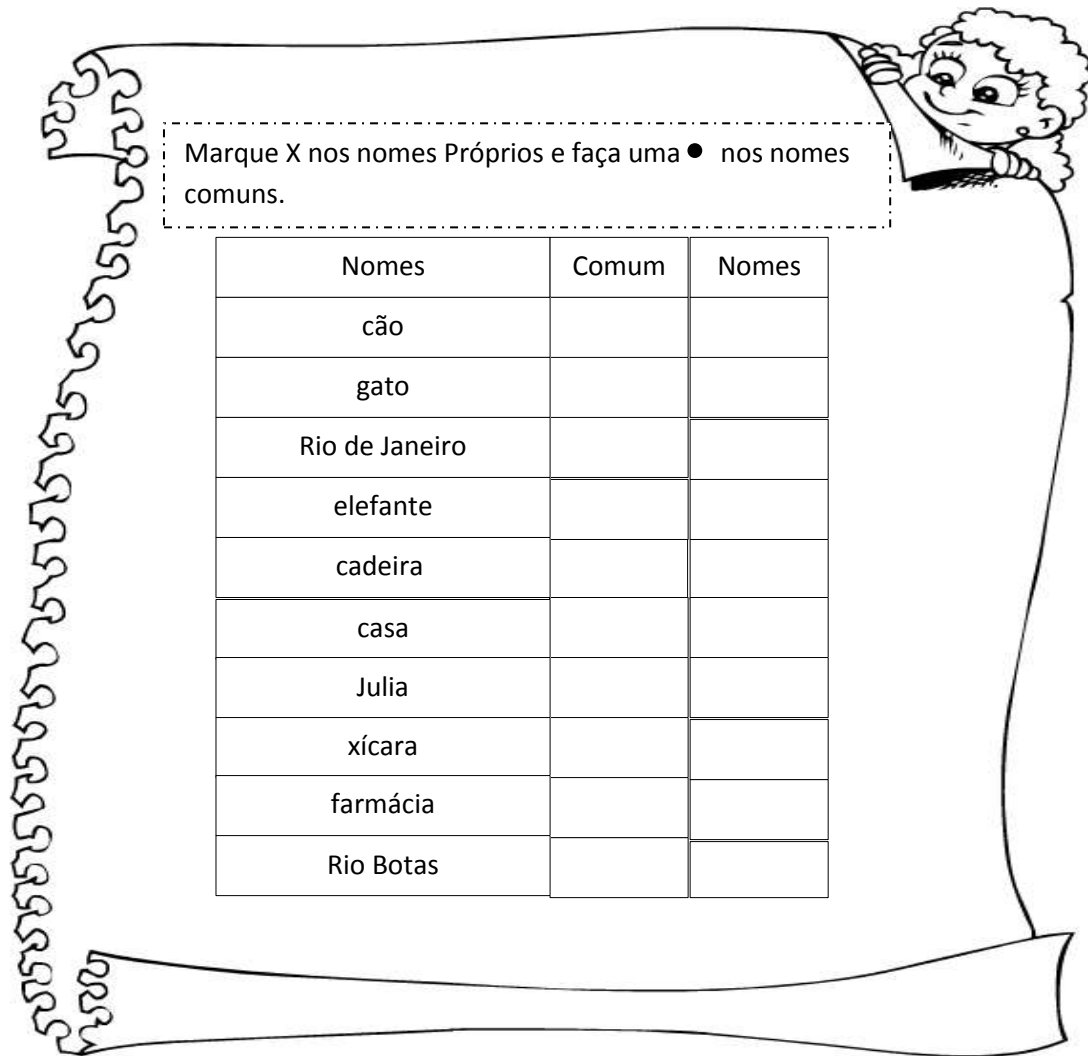 Marque X nos nomes Próprios e faça uma ● nos nomes
comuns.
Nomes Comum Nomes
cão
gato
Rio de Janeiro
elefante
cadeira
casa
Julia
xícara
farmácia
Rio Botas